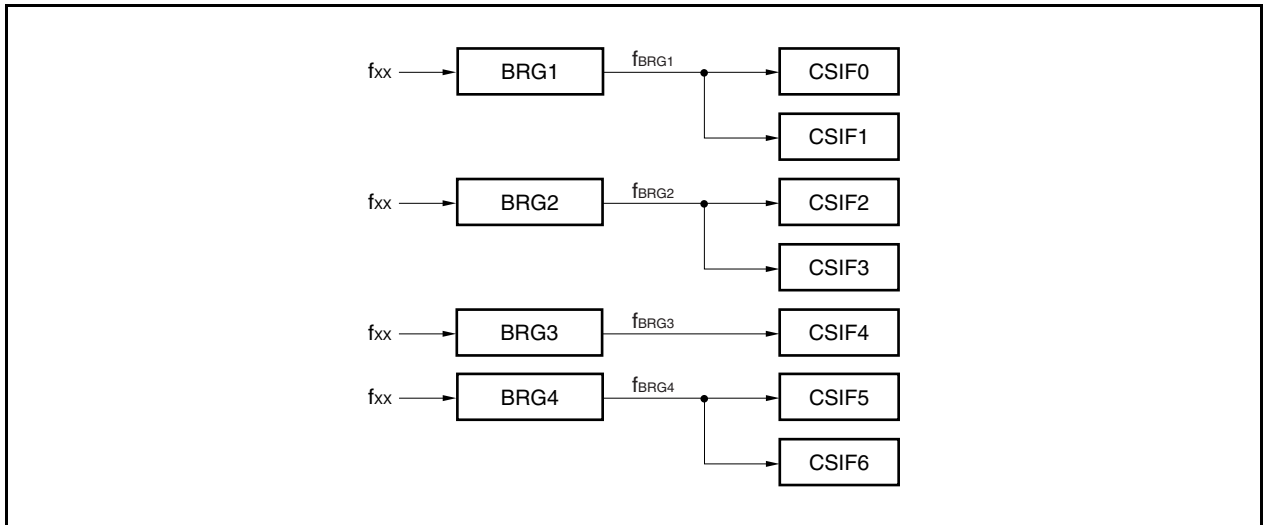 fxx BRG1 fBRG1 CSIF0
CSIF1
fxx BRG2 fBRG2 CSIF2
CSIF3
fxx BRG3 fBRG3 CSIF4
fxx BRG4 fBRG4 CSIF5
CSIF6